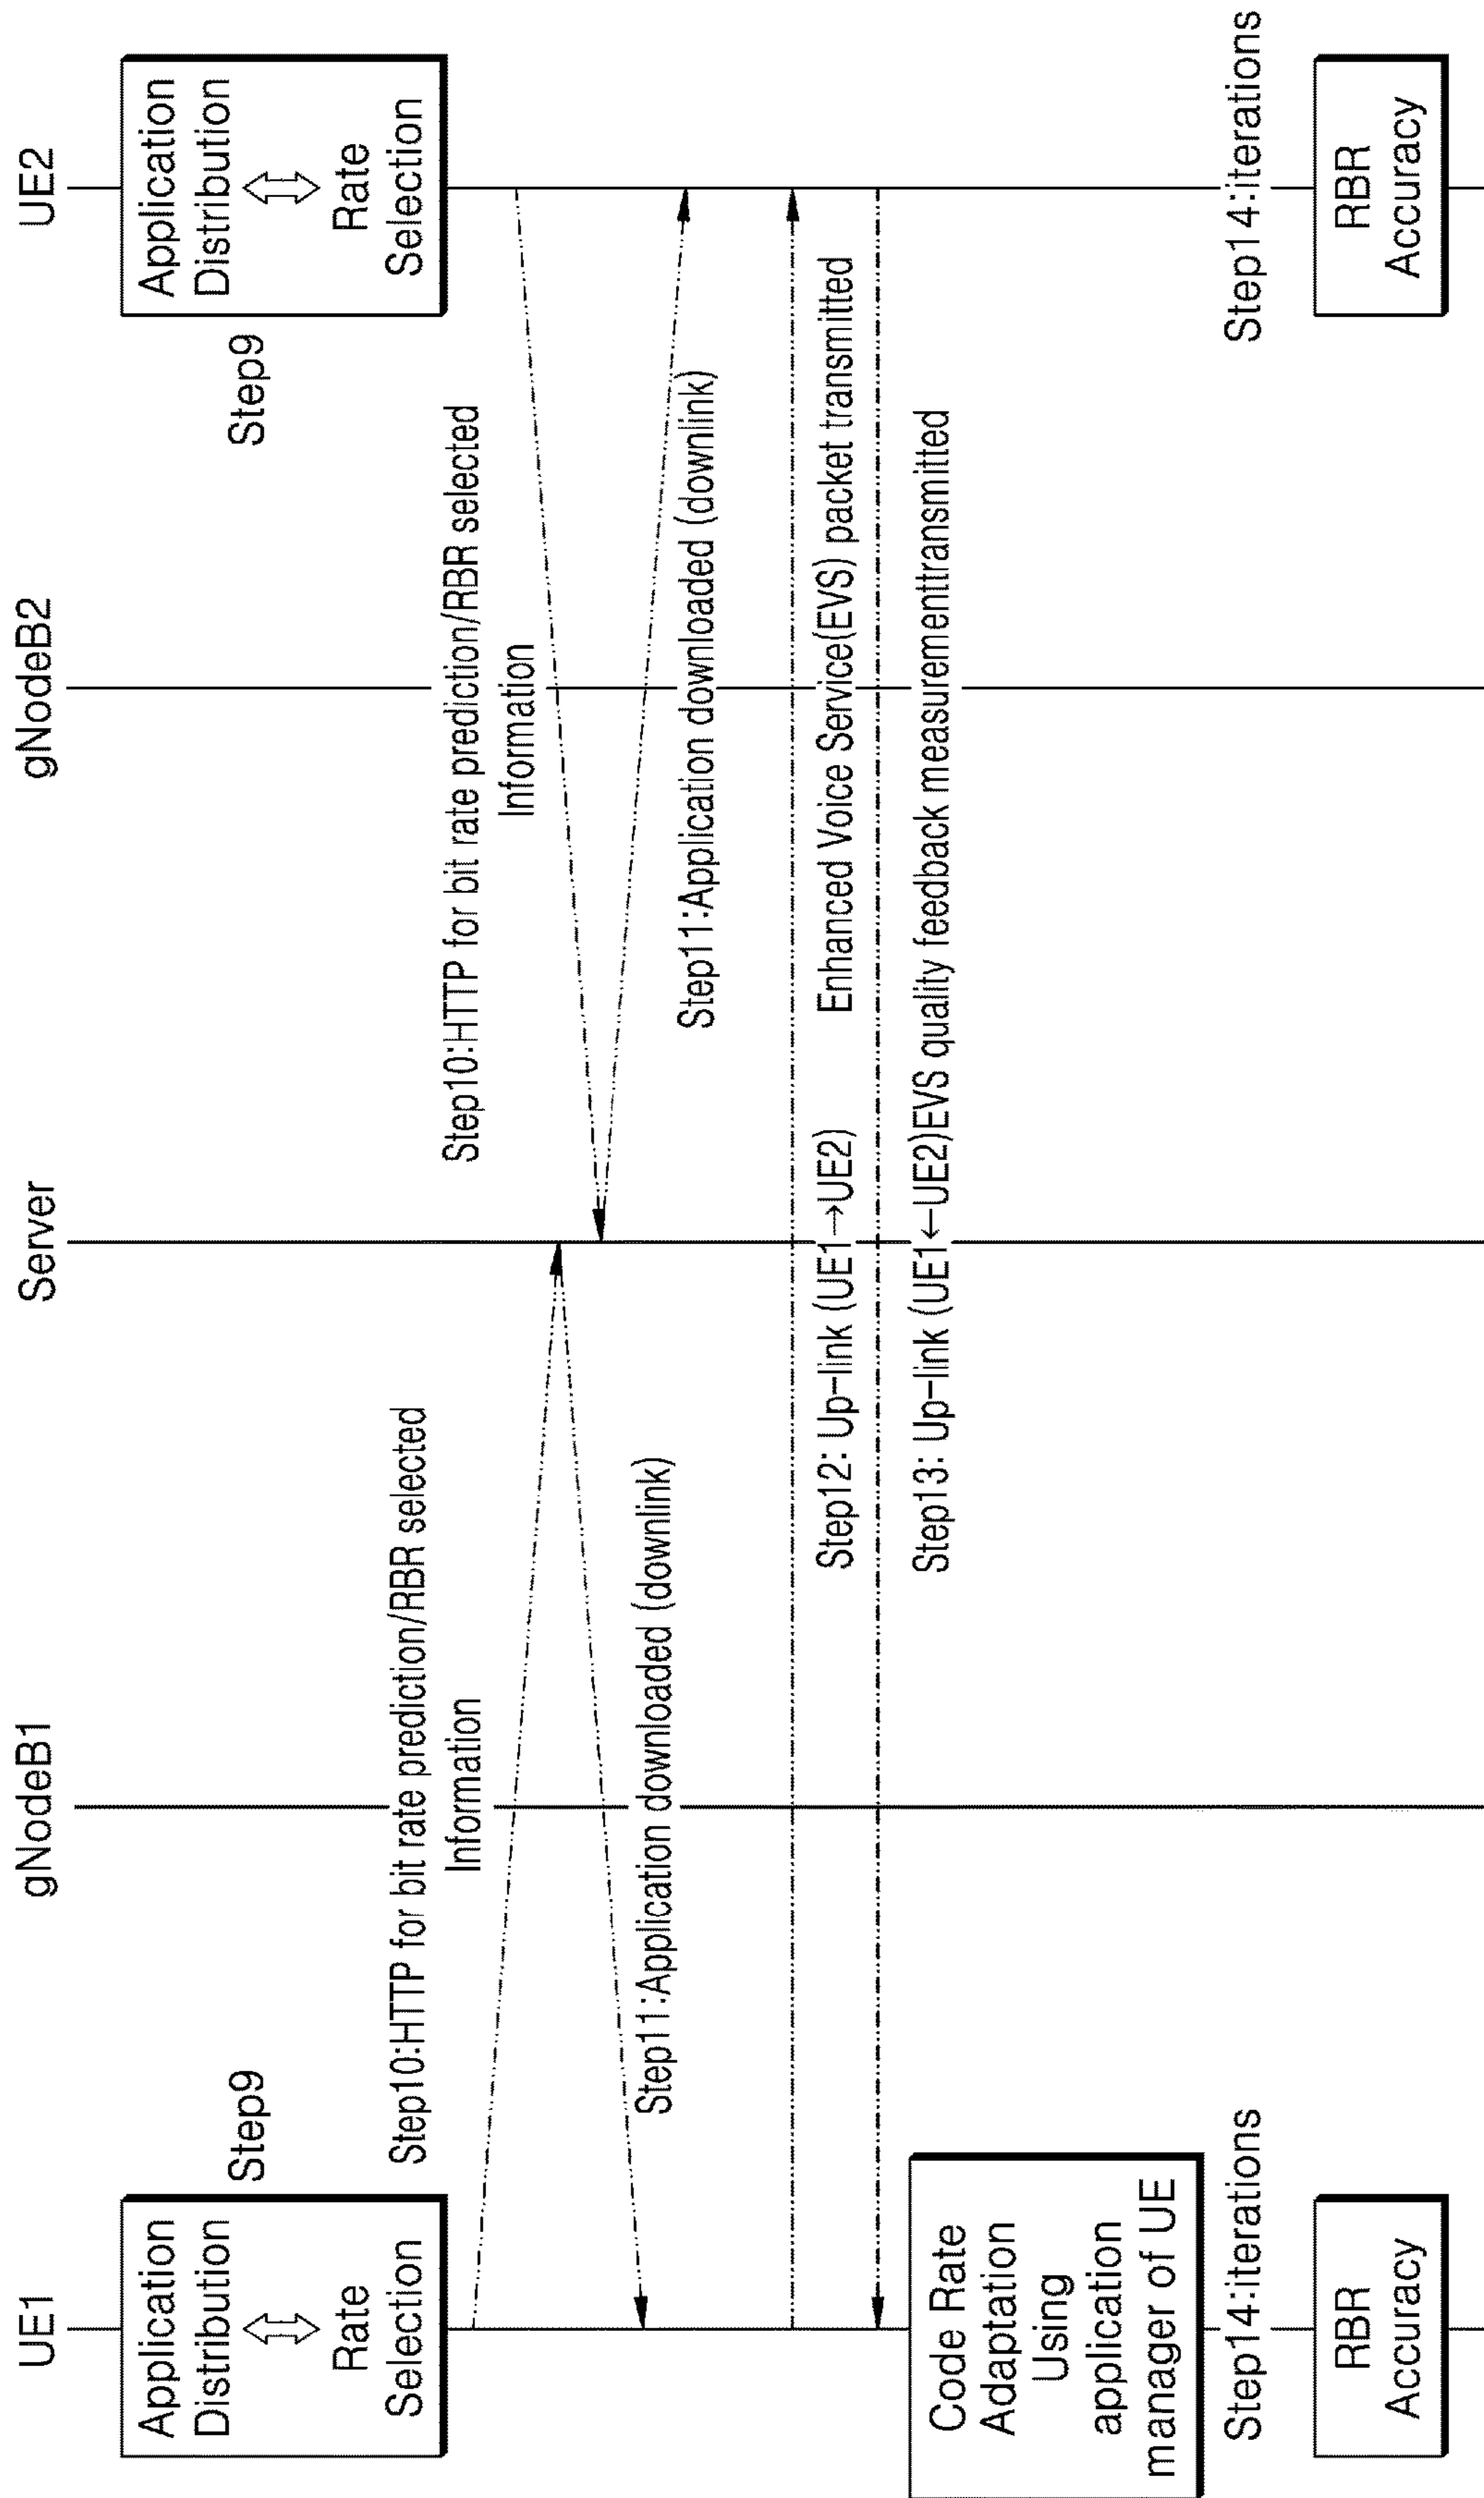 UE1
gNodeB1
Server
gNodeB2
UE2
Application
Distribution
Rate
Selection
Step9
Step9
Application
Distribution
Rate
Selection
Step10:HTTP for bit rate prediction/RBR selected
Information
Step10:HTTP for bit rate prediction/RBR selected
Information
Step11:Application downloaded (downlink)
Step11:Application downloaded (downlink)
Step12: Up-link (UE1→UE2) Enhanced Voice Service(EVS) packet transmitted
Step13: Up-link (UE1←UE2)EVS quality feedback measurementtransmitted
Code Rate
Adaptation
Using
application
manager of UE
Step14:iterations
Step14:iterations
RBR
Accuracy
RBR
Accuracy